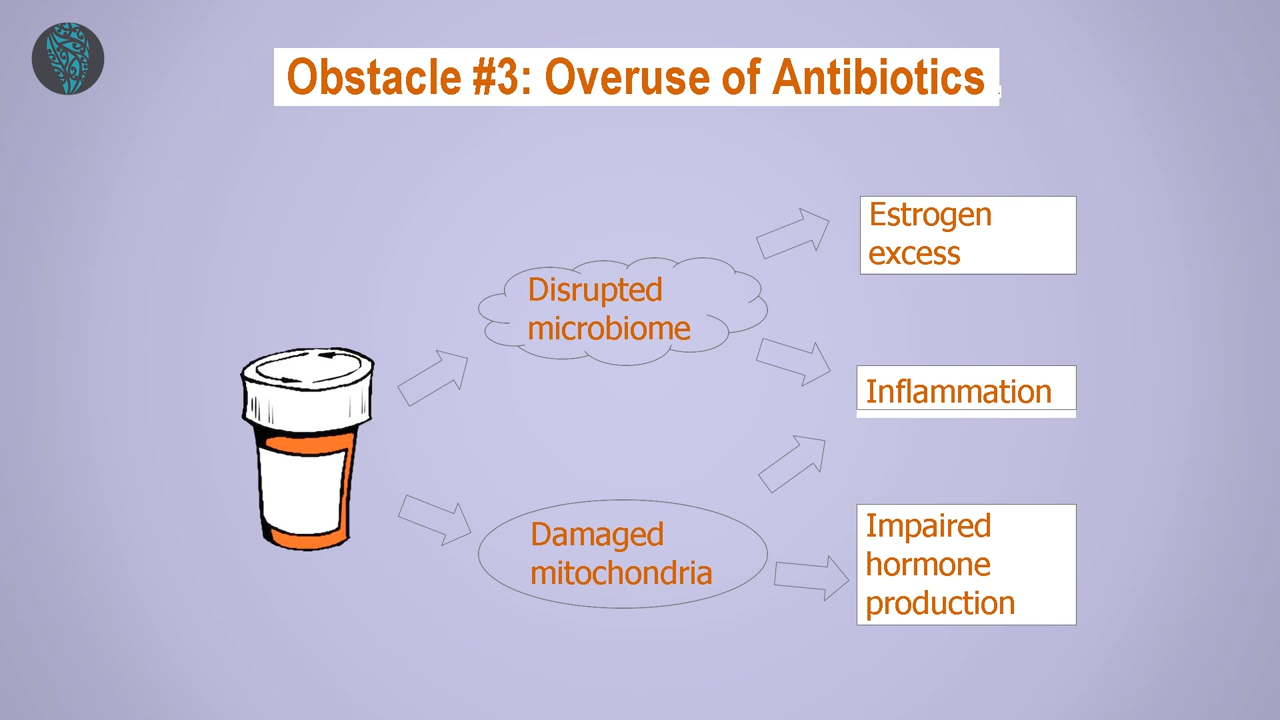 Obstacle #3: Overuse of Antibiotics
Estrogen
excess
Disrupted
microbiome
Inflammation
Damaged
mitochondria
Impaired
hormone
production